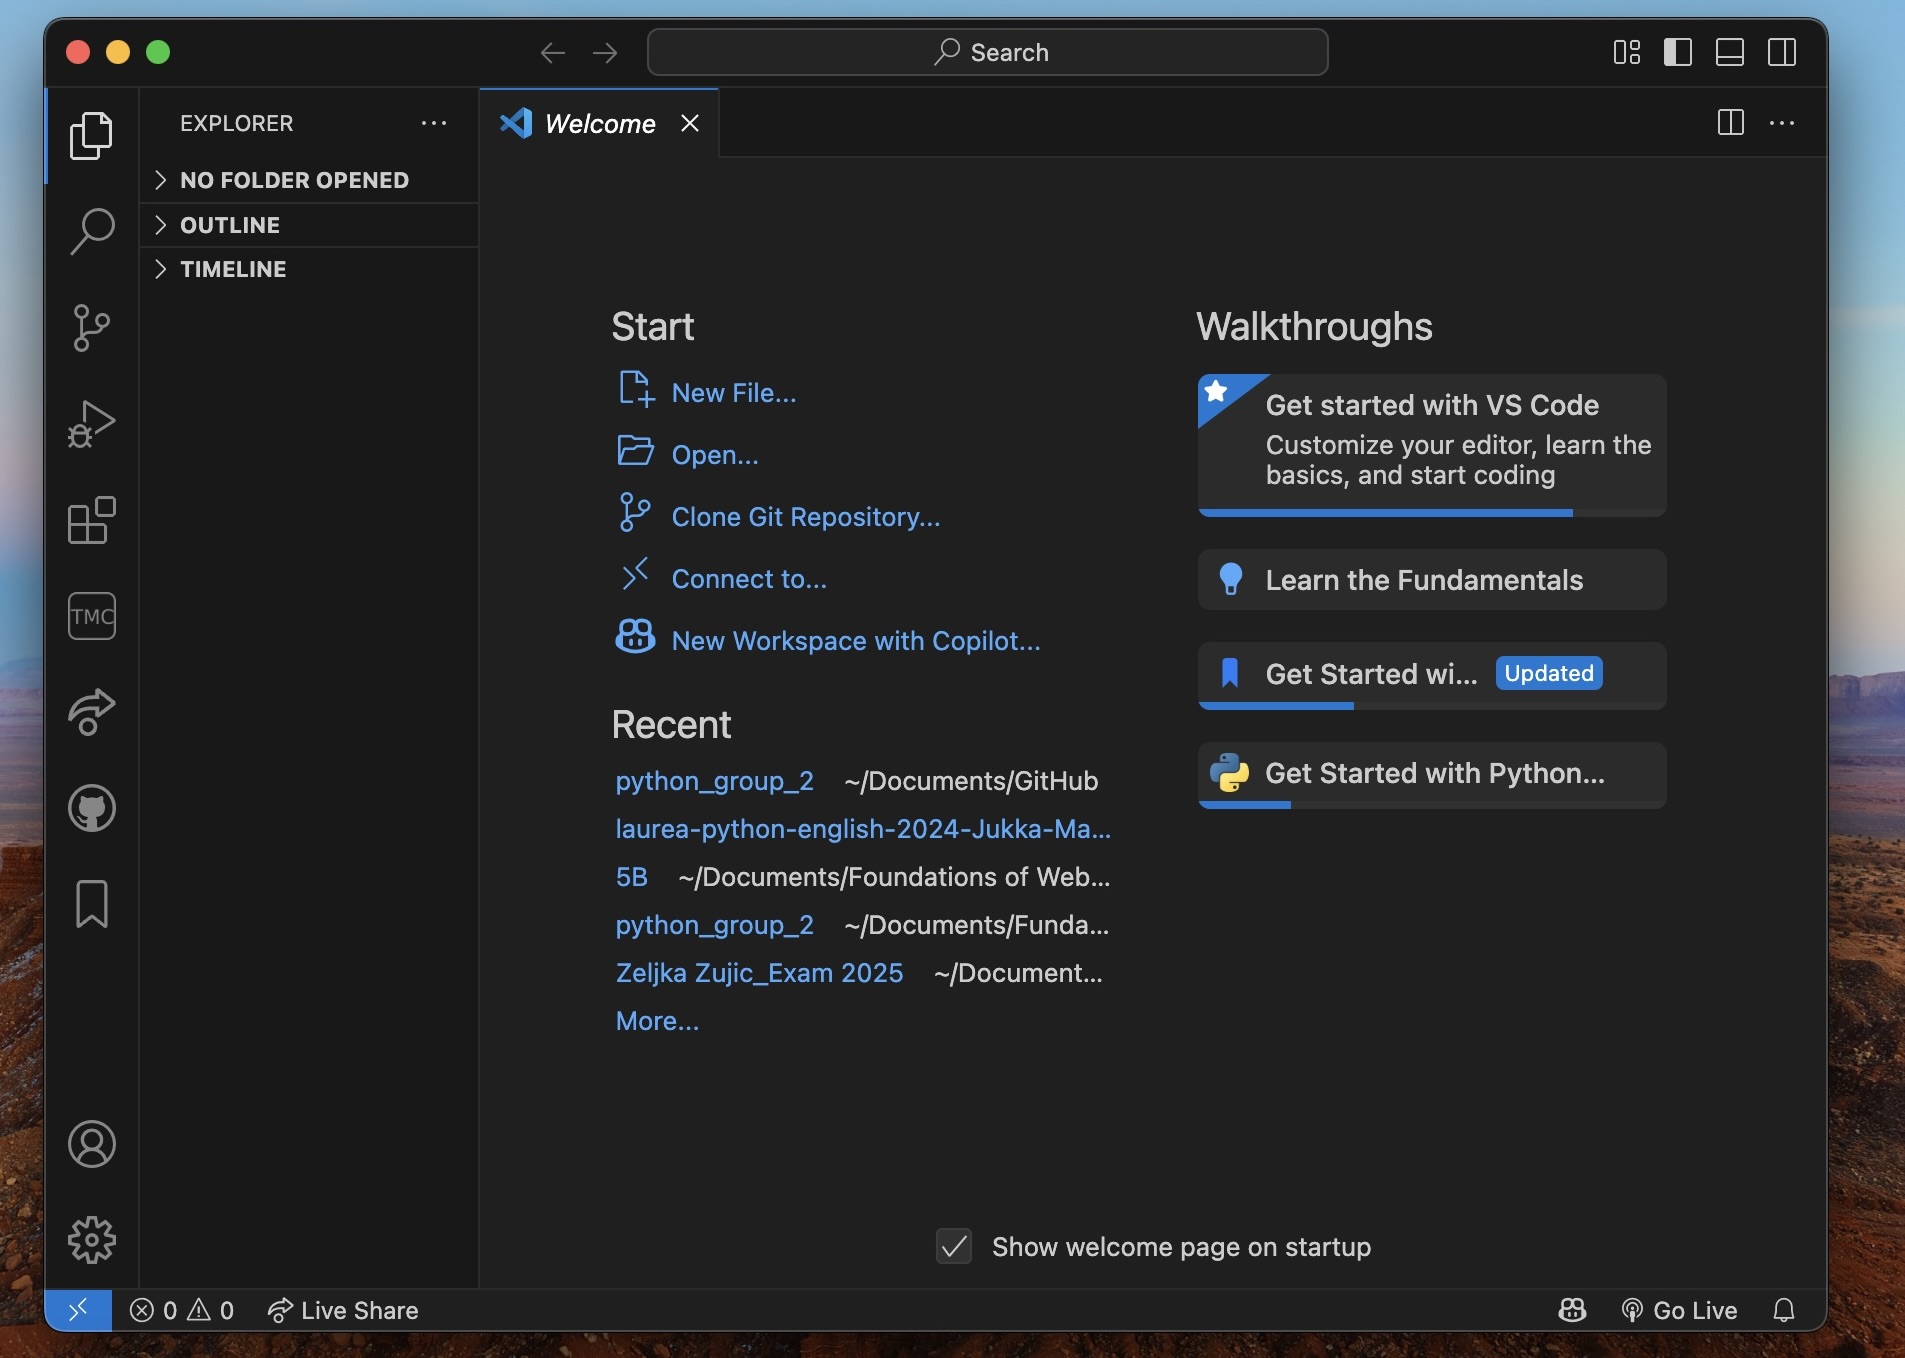 Search
EXPLORER
Welcome
NO FOLDER OPENED
OUTLINE
TIMELINE
TMC
Start
New File...
Open...
Clone Git Repository...
Connect to...
New Workspace with Copilot...
Recent
python_group_2 ~/Documents/GitHub
laurea-python-english-2024-Jukka-Ma...
5B ~/Documents/Foundations of Web...
python_group_2 ~/Documents/Funda...
Zeljka Zujic_Exam 2025 ~/Document...
More...
Walkthroughs
Get started with VS Code
Customize your editor, learn the
basics, and start coding
Learn the Fundamentals
Get Started wi... Updated
Get Started with Python...
Show welcome page on startup
0 0 Live Share
Go Live